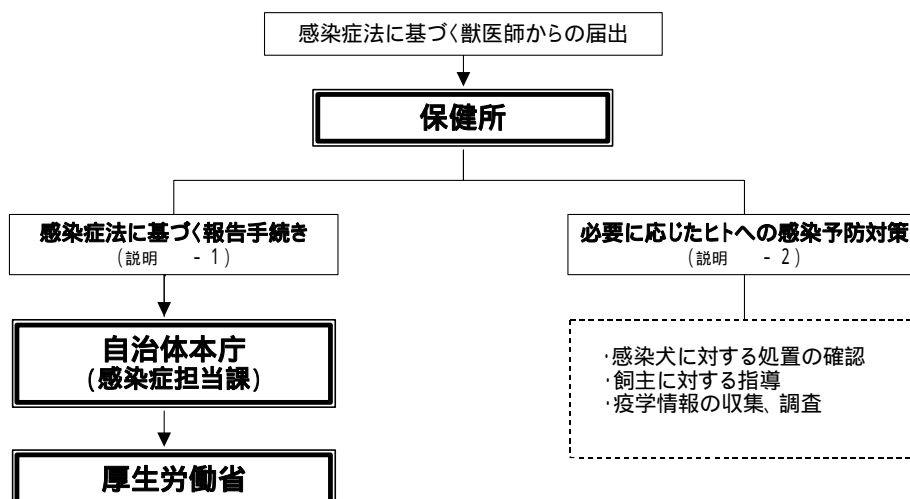 感染症法に基づく獣医師からの届出
保健所
感染症法に基づく報告手続き
(説明 - 1)
必要に応じたヒトへの感染予防対策
(説明 - 2)
自治体本庁
(感染症担当課)
・感染犬に対する処置の確認
・飼主に対する指導
・疫学情報の収集、調査
厚生労働省